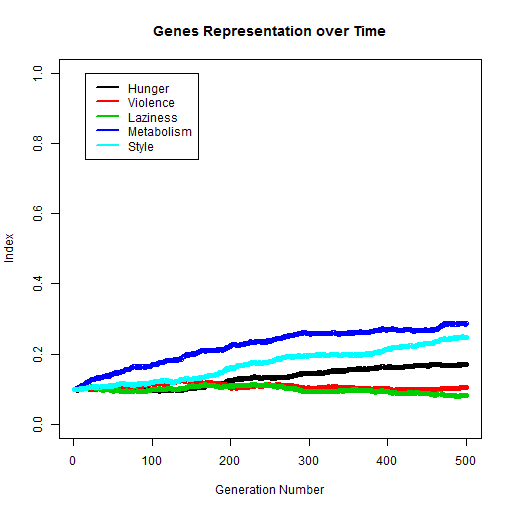 Genes Representation over Time
1.0
0.8
0.6
0.4
0.2
0.0
Index
Hunger
Violence
Laziness
Metabolism
Style
0 100 200 300 400 500
Generation Number